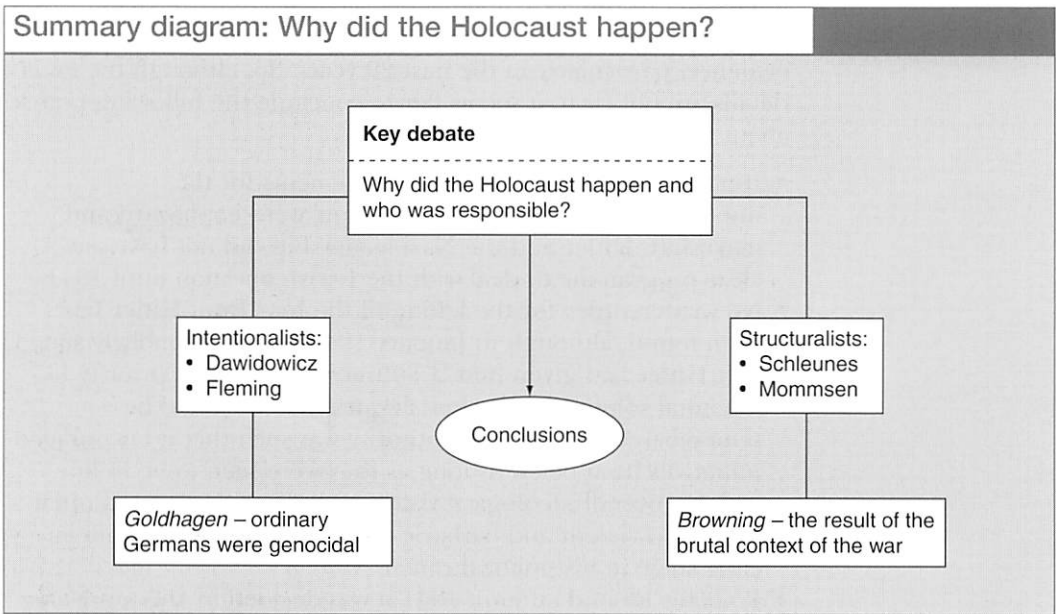 Summary diagram: Why did the Holocaust happen?
Key debate
Why did the Holocaust happen and
who was responsible?
Intentionalists:
• Dawidowicz
• Fleming
Structuralists:
• Schleunes
• Mommsen
Conclusions
Goldhagen – ordinary
Germans were genocidal
Browning – the result of the
brutal context of the war